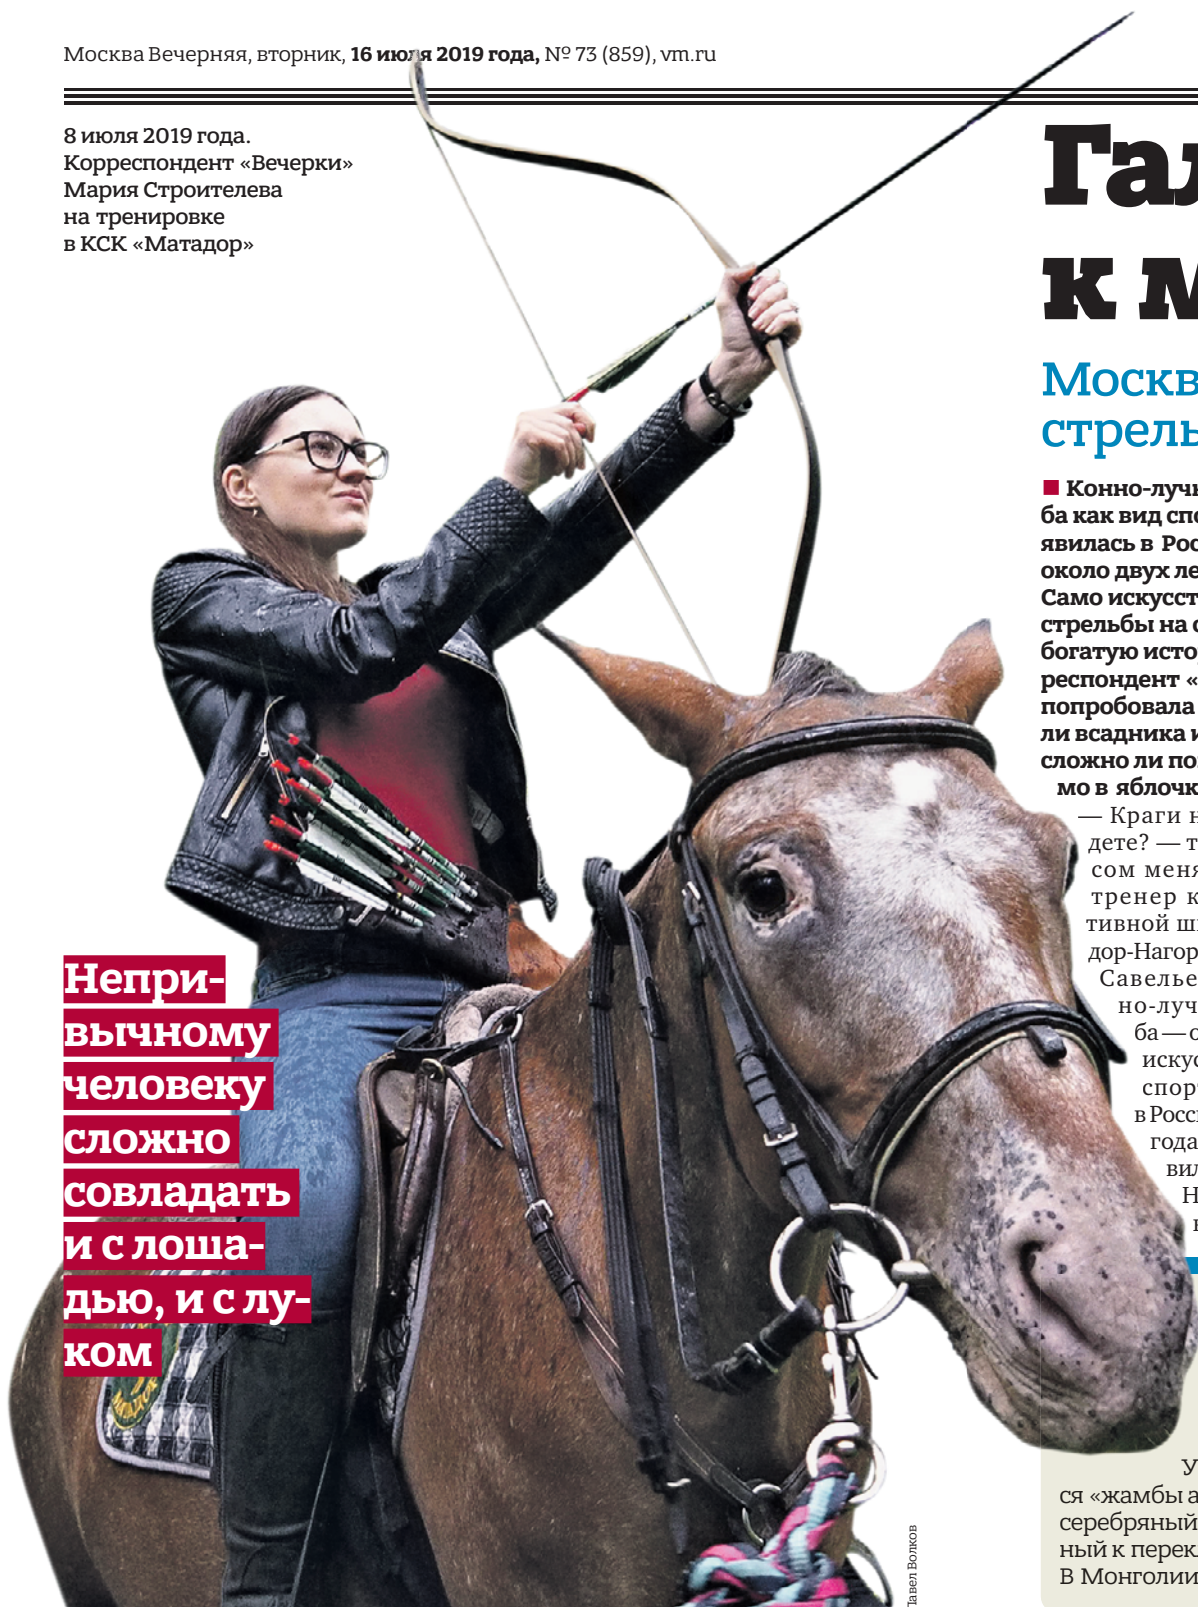 Москва Вечерняя, вторник, 16 июля 2019 года, № 73 (859), vm.ru
8 июля 2019 года.
Корреспондент «Вечерки»
Мария Строителева
на тренировке
в КСК «Матадор»
Гал
к м
Москв
стрель
■ Конно-лучн
ба как вид спо
явилась в Рос
около двух ле
Само искусст
стрельбы на с
богатую исто
респондент «
попробовала
ли всадника и
сложно ли по
мо в яблочк
— Краги н
дете? — т
сом меня
тренер к
тивной ш
дор-Нагор
Савелье
но-луч
ба — о
искус
спор
в Росс
года
вил
Н
Непри-
вычному
человеку
сложно
совладать
и с лоша-
дью, и с лу-
ком
У
ся «жамбы а
серебряный
ный к перек
В Монголии
Павел Волков